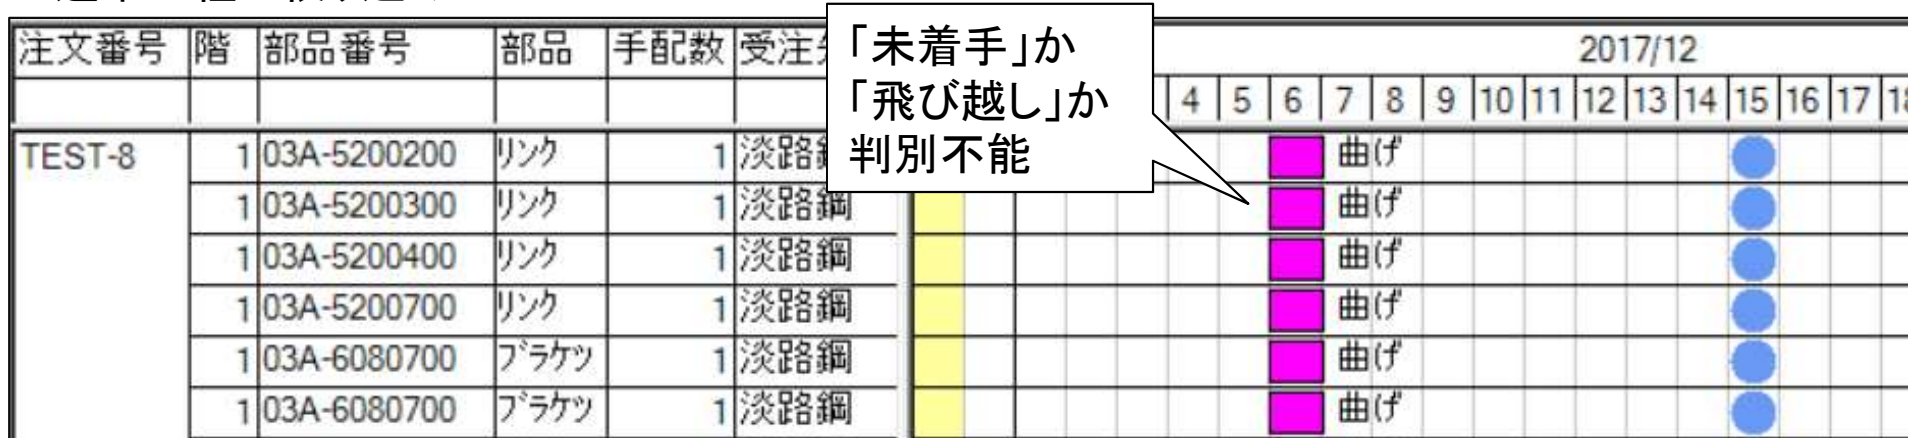 注文番号 階 部品番号 部品 手配数 受注
2017/12
4 5 6 7 8 9 10 11 12 13 14 15 16 17
「未着手」か
「飛び越し」か
判別不能
TEST-8 1 03A-5200200 リンク 1 淡路 曲げ
1 03A-5200300 リンク 1 淡路鋼 曲げ
1 03A-5200400 リンク 1 淡路鋼 曲げ
1 03A-5200700 リンク 1 淡路鋼 曲げ
1 03A-6080700 ブラケツ 1 淡路鋼 曲げ
1 03A-6080700 ブラケツ 1 淡路鋼 曲げ